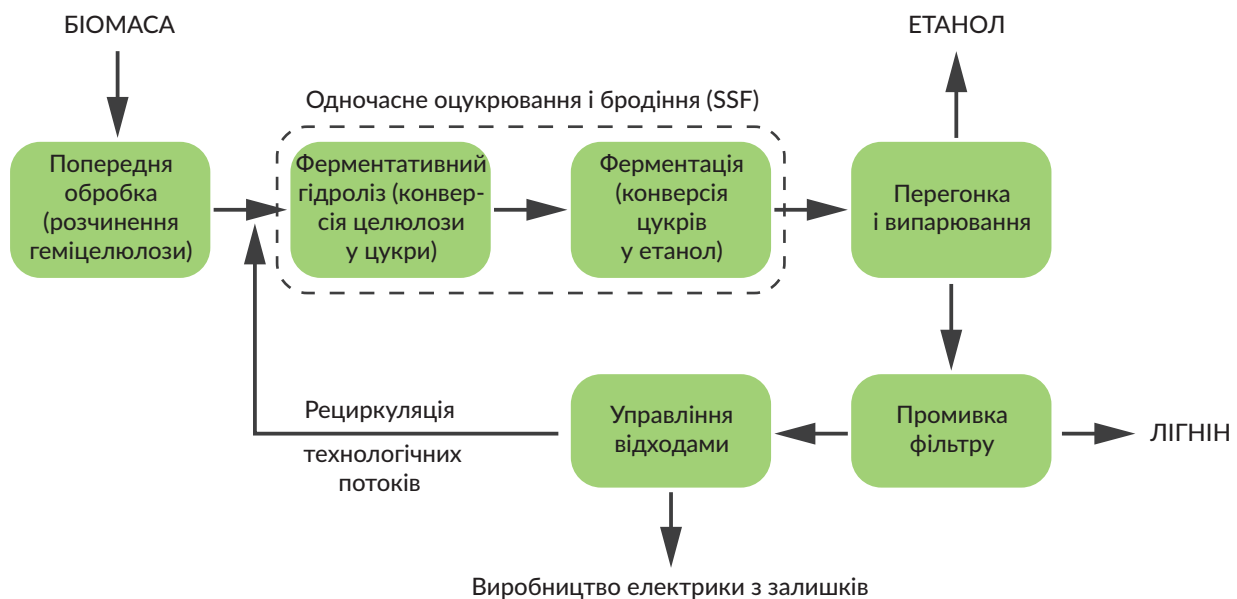 БІОМАСА
ЕТАНОЛ
Одночасне оцукрювання і бродіння (SSF)
Попередня
обробка
(розчинення
геміцелюлози)
Ферментативний
гідроліз (конвер-
сія целюлози
у цукри)
Ферментація
(конверсія
цукрів
у етанол)
Перегонка
і випарювання
Рециркуляція
технологічних
потоків
Управління
відходами
Промивка
фільтру
ЛІГНІН
Виробництво електрики з залишків